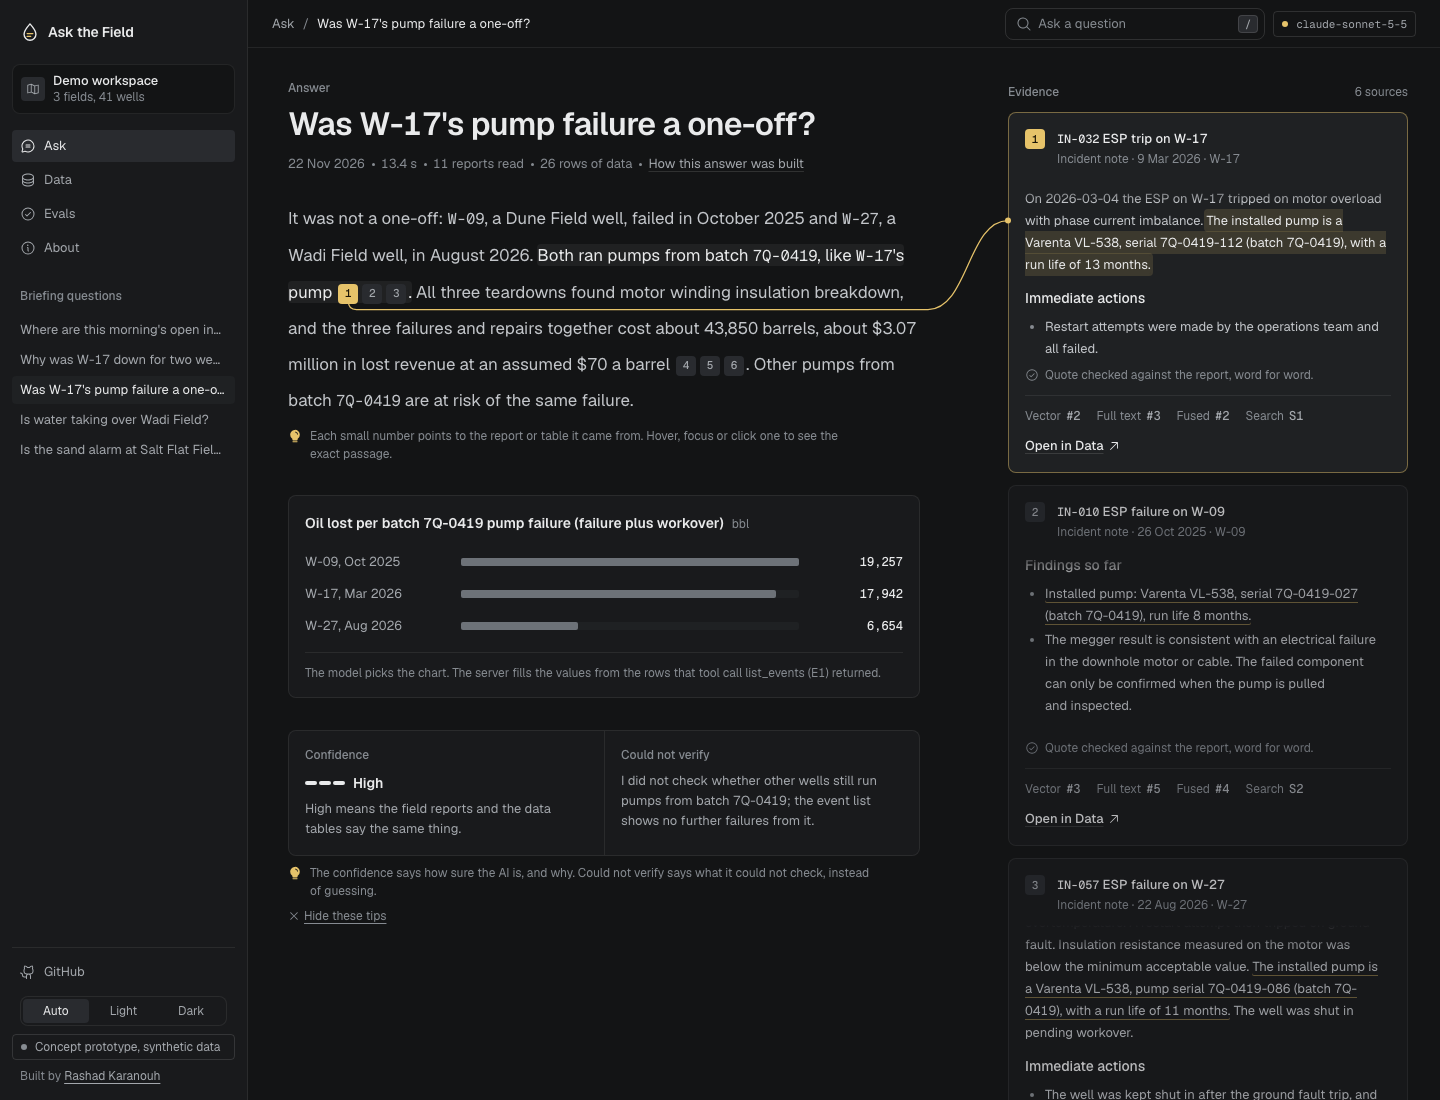 Ask the Field
Demo workspace
3 fields, 41 wells
Ask
Data
Evals
About
Briefing questions
Where are this morning's open in...
Why was W-17 down for two we...
Was W-17's pump failure a one-o...
Is water taking over Wadi Field?
Is the sand alarm at Salt Flat Fiel...
GitHub
Auto Light Dark
Concept prototype, synthetic data
Built by Rashad Karanouh
Ask / Was W-17's pump failure a one-off?
Ask a question /
claude-sonnet-5-5
Answer
Was W-17's pump failure a one-off?
22 Nov 2026 • 13.4 s • 11 reports read • 26 rows of data • How this answer was built
It was not a one-off: W-09, a Dune Field well, failed in October 2025 and W-27, a
Wadi Field well, in August 2026. Both ran pumps from batch 7Q-0419, like W-17's
pump 1 2 3 . All three teardowns found motor winding insulation breakdown,
and the three failures and repairs together cost about 43,850 barrels, about $3.07
million in lost revenue at an assumed $70 a barrel 4 5 6 . Other pumps from
batch 7Q-0419 are at risk of the same failure.
Each small number points to the report or table it came from. Hover, focus or click one to see the
exact passage.
Oil lost per batch 7Q-0419 pump failure (failure plus workover) bbl
W-09, Oct 2025 19,257
W-17, Mar 2026 17,942
W-27, Aug 2026 6,654
The model picks the chart. The server fills the values from the rows that tool call list_events (E1) returned.
Confidence
High
High means the field reports and the data
tables say the same thing.
Could not verify
I did not check whether other wells still run
pumps from batch 7Q-0419; the event list
shows no further failures from it.
The confidence says how sure the AI is, and why. Could not verify says what it could not check, instead
of guessing.
Hide these tips
Evidence 6 sources
1 IN-032 ESP trip on W-17
Incident note · 9 Mar 2026 · W-17
On 2026-03-04 the ESP on W-17 tripped on motor overload
with phase current imbalance. The installed pump is a
Varenta VL-538, serial 7Q-0419-112 (batch 7Q-0419), with a
run life of 13 months.
Immediate actions
• Restart attempts were made by the operations team and
all failed.
Quote checked against the report, word for word.
Vector #2 Full text #3 Fused #2 Search S1
Open in Data ↗
2 IN-010 ESP failure on W-09
Incident note · 26 Oct 2025 · W-09
Findings so far
• Installed pump: Varenta VL-538, serial 7Q-0419-027
(batch 7Q-0419), run life 8 months.
• The megger result is consistent with an electrical failure
in the downhole motor or cable. The failed component
can only be confirmed when the pump is pulled
and inspected.
Quote checked against the report, word for word.
Vector #3 Full text #5 Fused #4 Search S2
Open in Data ↗
3 IN-057 ESP failure on W-27
Incident note · 22 Aug 2026 · W-27
fault. Insulation resistance measured on the motor was
below the minimum acceptable value. The installed pump is
a Varenta VL-538, pump serial 7Q-0419-086 (batch 7Q-
0419), with a run life of 11 months. The well was shut in
pending workover.
Immediate actions
• The well was kept shut in after the ground fault trip, and